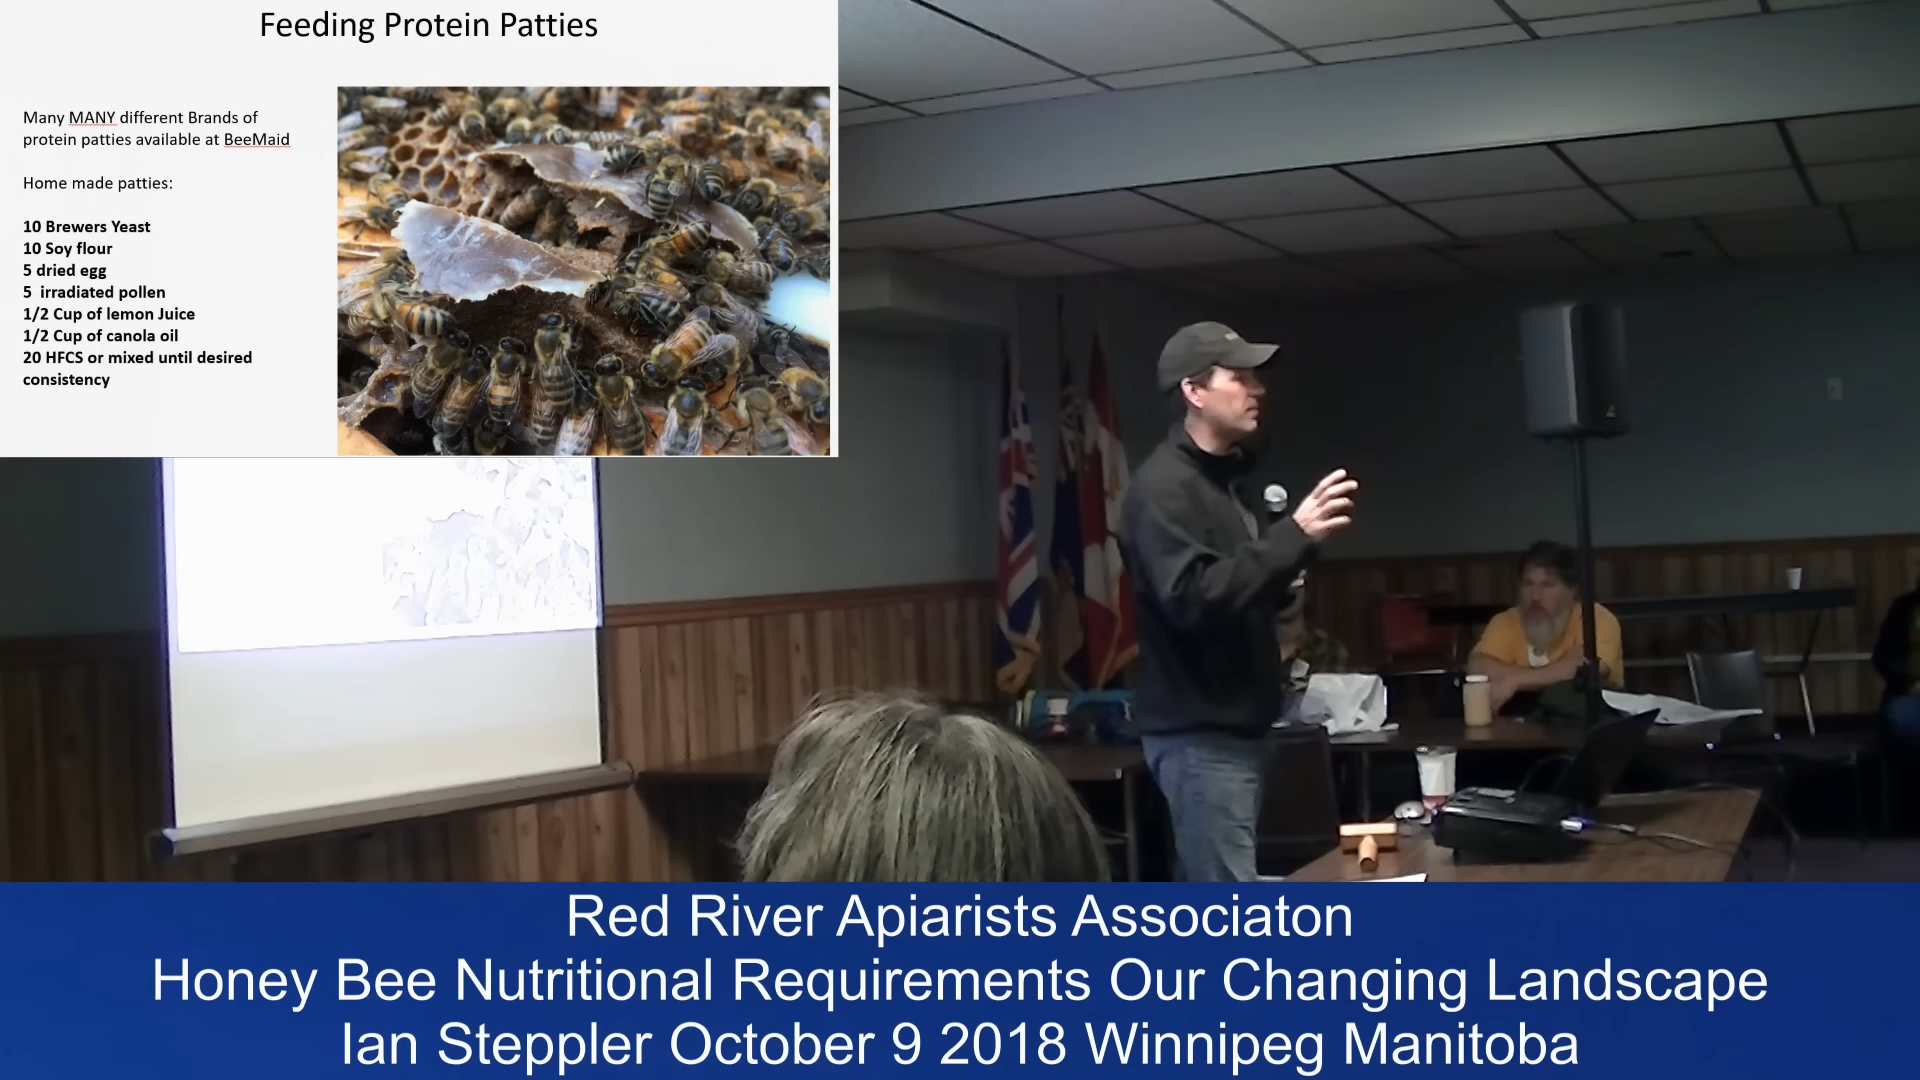 Feeding Protein Patties
Many MANY different Brands of
protein patties available at BeeMaid
Home made patties:
10 Brewers Yeast
10 Soy flour
5 dried egg
5 irradiated pollen
1/2 Cup of lemon Juice
1/2 Cup of canola oil
20 HFCS or mixed until desired
consistency
Red River Apiarists Associaton
Honey Bee Nutritional Requirements Our Changing Landscape
Ian Steppler October 9 2018 Winnipeg Manitoba